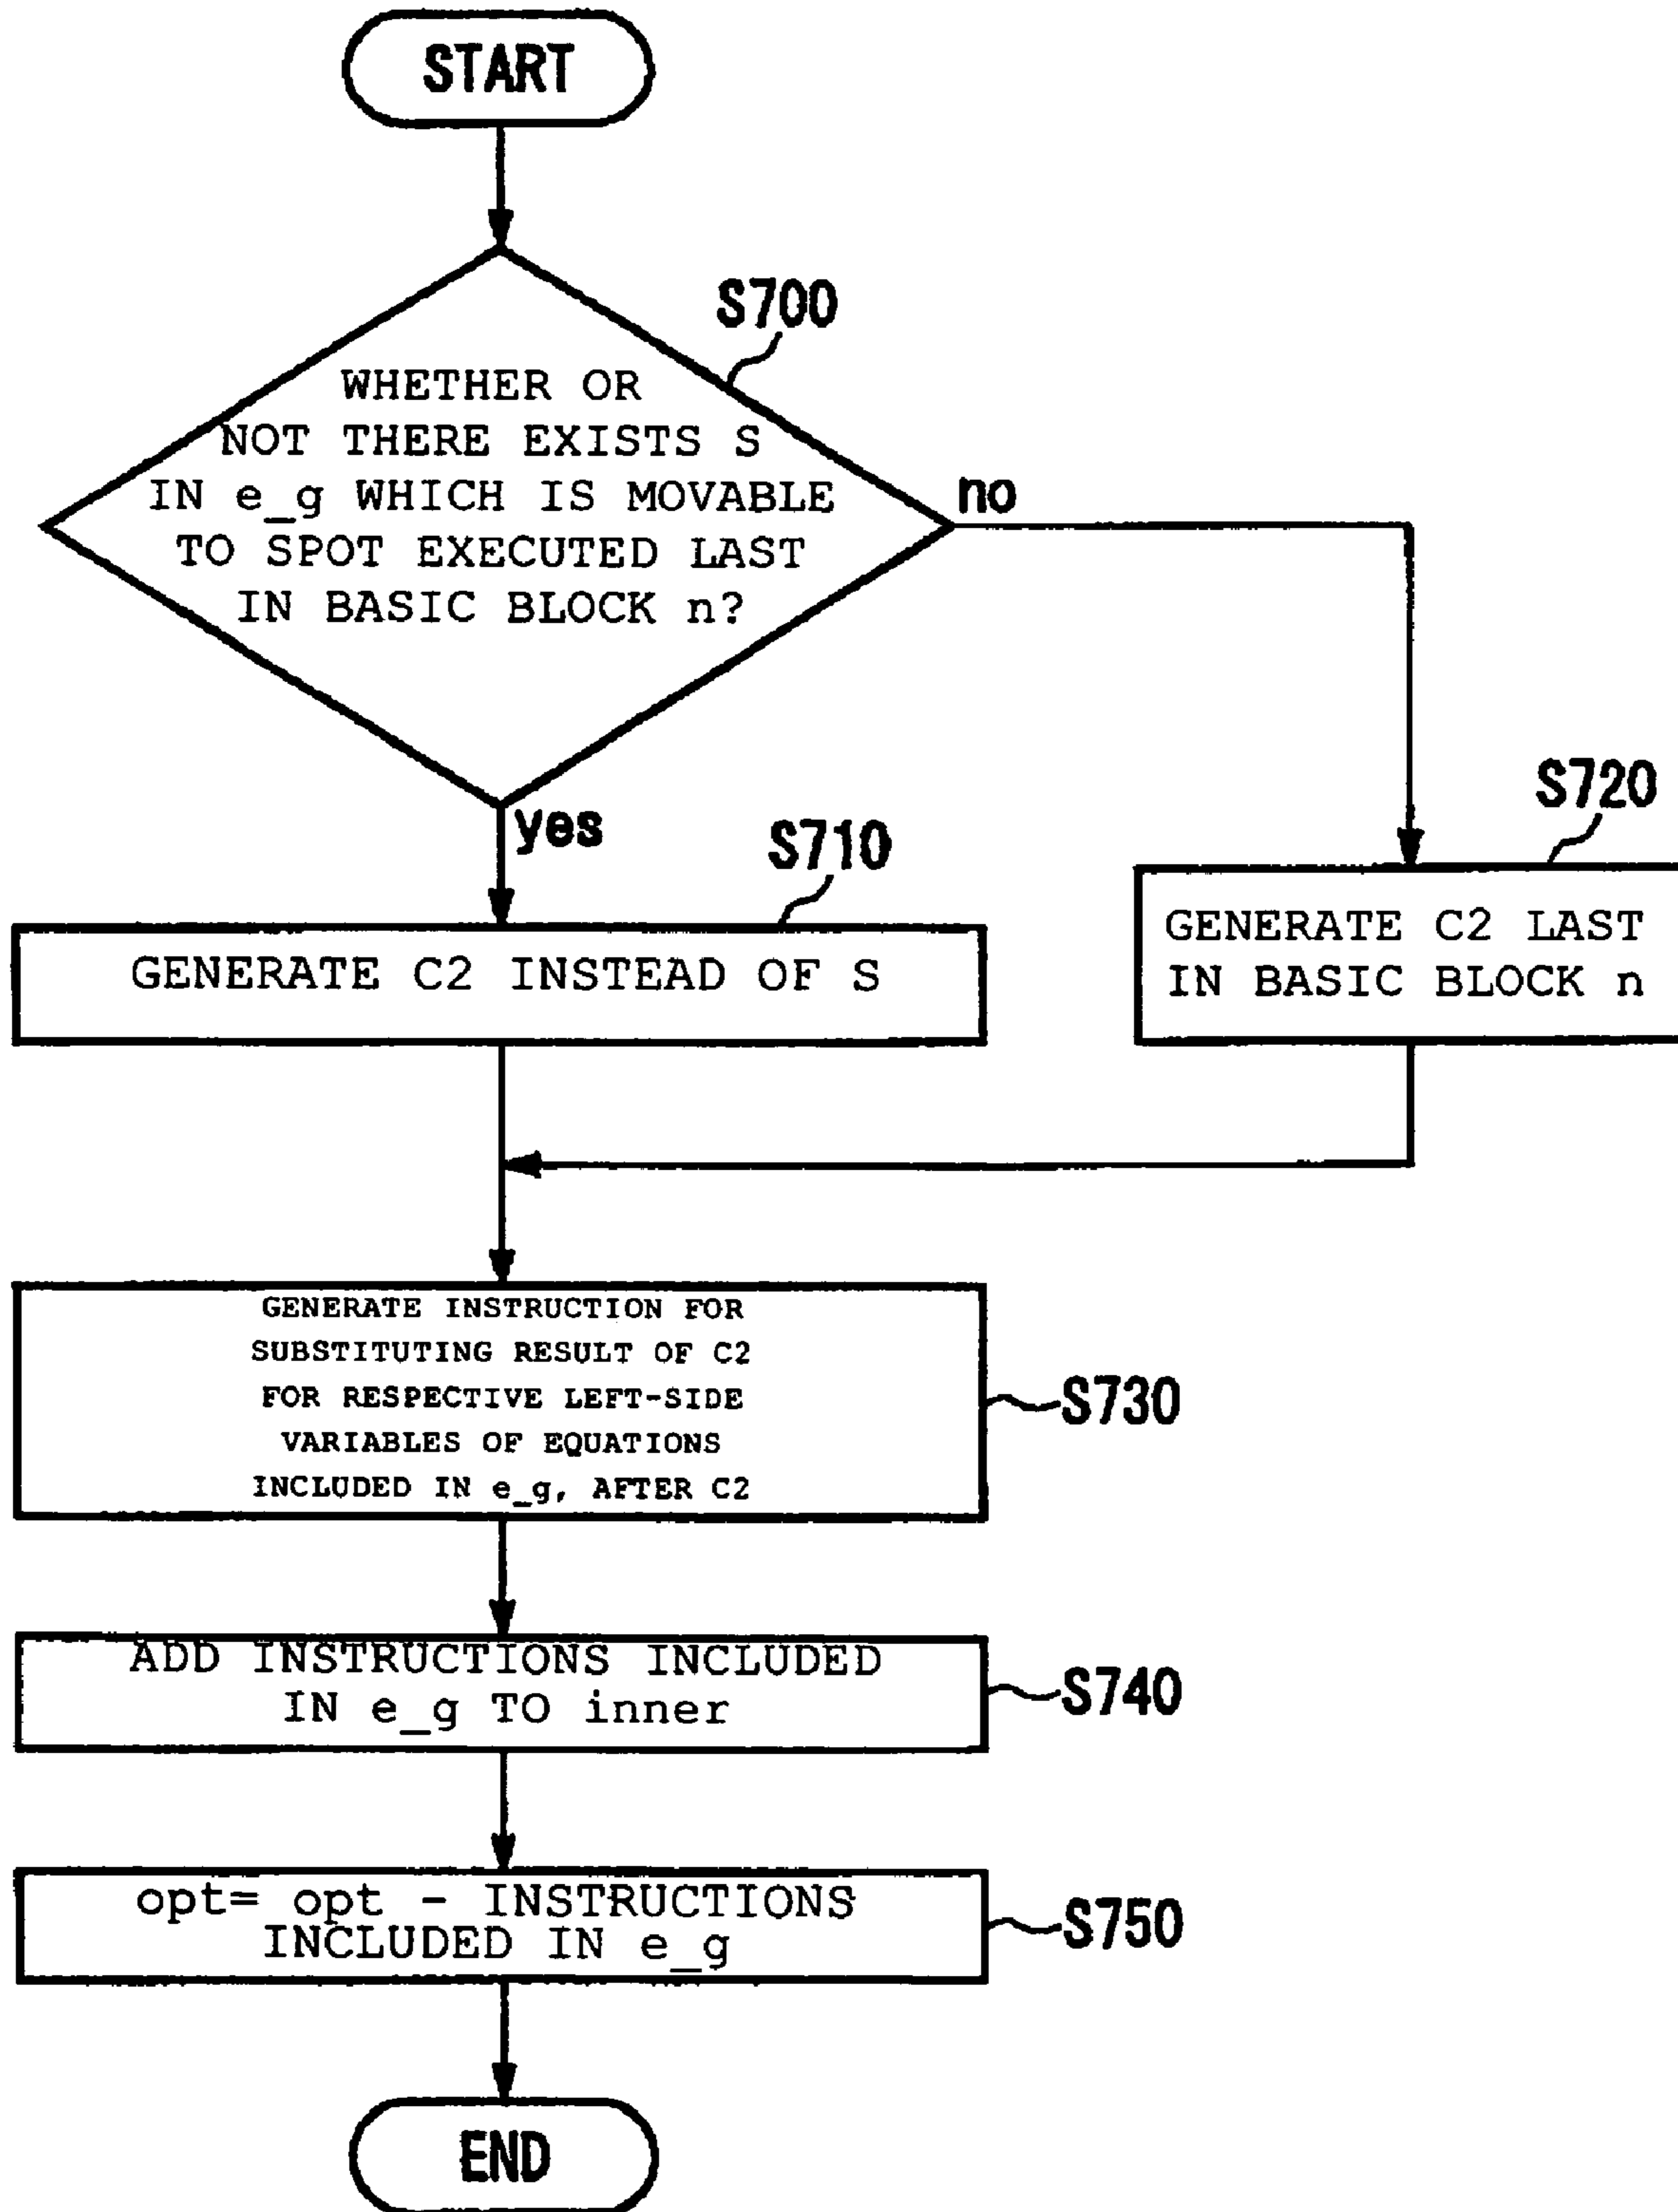 START
S700
WHETHER OR
NOT THERE EXISTS S
IN e_g WHICH IS MOVABLE
TO SPOT EXECUTED LAST
IN BASIC BLOCK n?
no
yes
S710
GENERATE C2 INSTEAD OF S
S720
GENERATE C2 LAST
IN BASIC BLOCK n
GENERATE INSTRUCTION FOR
SUBSTITUTING RESULT OF C2
FOR RESPECTIVE LEFT-SIDE
VARIABLES OF EQUATIONS
INCLUDED IN e_g, AFTER C2
S730
ADD INSTRUCTIONS INCLUDED
IN e_g TO inner
S740
opt= opt - INSTRUCTIONS
INCLUDED IN e_g
S750
END